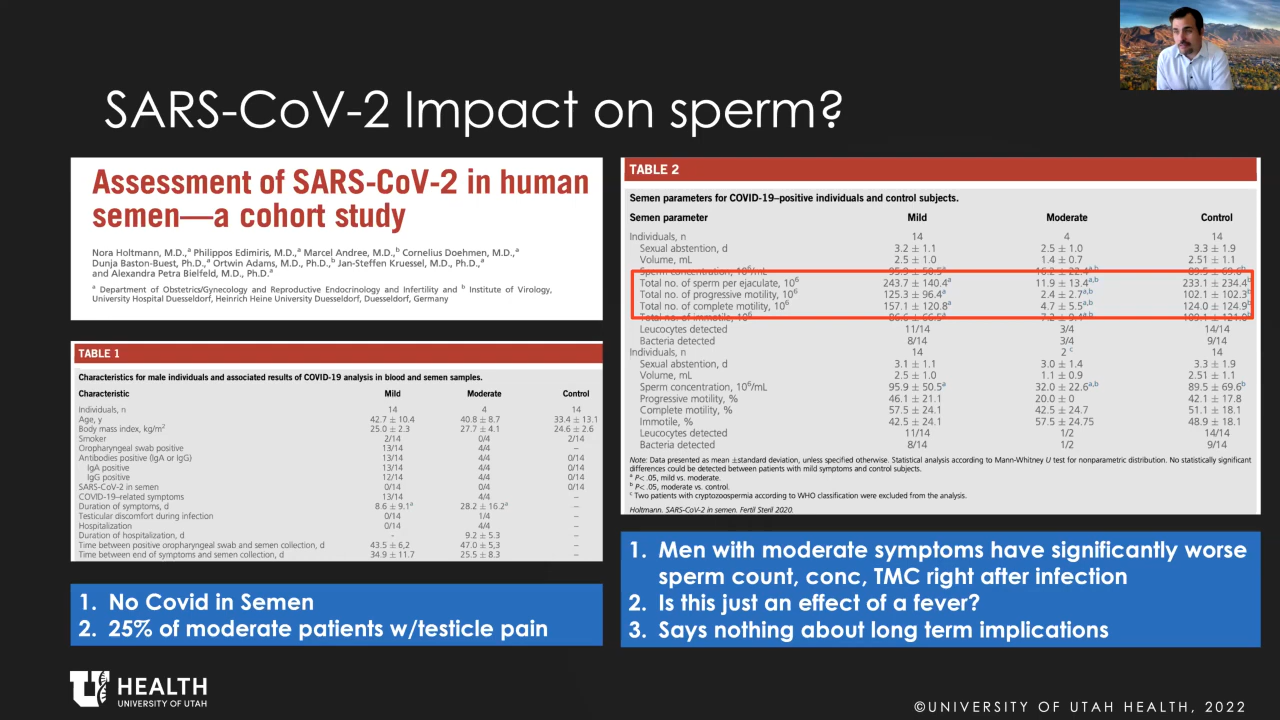 SARS-CoV-2 Impact on sperm?
Assessment of SARS-CoV-2 in human
semen—a cohort study
Nora Holtmann, M.D.,a Philippos Edimiris, M.D.,a Marcel Andree, M.D.,b Cornelius Doehmen, M.D.,a
Dunja Baston-Buest, Ph.D.,a Ortwin Adams, M.D., Ph.D.,b Jan-Steffen Kruessel, M.D., Ph.D.,a
and Alexandra Petra Bielfeld, M.D., Ph.D.a
a Department of Obstetrics/Gynecology and Reproductive Endocrinology and Infertility and b Institute of Virology,
University Hospital Duesseldorf, Heinrich Heine University Duesseldorf, Duesseldorf, Germany
TABLE 1
Characteristics for male individuals and associated results of COVID-19 analysis in blood and semen samples.
Characteristic Mild Moderate Control
Individuals, n 14 4 14
Age, y 42.7 ± 10.4 40.8 ± 8.7 33.4 ± 13.1
Body mass index, kg/m2 25.0 ± 2.3 27.7 ± 4.1 24.6 ± 2.6
Smoker 2/14 0/4 2/14
Oropharyngeal swab positive 13/14 4/4 –
Antibodies positive (IgA or IgG) 13/14 4/4 0/14
IgA positive 13/14 4/4 0/14
IgG positive 12/14 4/4 0/14
SARS-CoV-2 in semen 0/14 0/4 0/14
COVID-19–related symptoms 13/14 4/4 –
Duration of symptoms, d 8.6 ± 9.1a 28.2 ± 16.2a –
Testicular discomfort during infection 0/14 1/4 –
Hospitalization 0/14 4/4 –
Duration of hospitalization, d - 9.2 ± 5.3 –
Time between positive oropharyngeal swab and semen collection, d 43.5 ± 6,2 47.0 ± 5,3 –
Time between end of symptoms and semen collection, d 34.9 ± 11.7 25.5 ± 8.3 –
1. No Covid in Semen
2. 25% of moderate patients w/testicle pain
TABLE 2
Semen parameters for COVID-19–positive individuals and control subjects.
Semen parameter Mild Moderate Control
Individuals, n 14 4 14
Sexual abstention, d 3.2 ± 1.1 2.5 ± 1.0 3.3 ± 1.9
Volume, mL 2.5 ± 1.0 1.4 ± 0.7 2.51 ± 1.1
Sperm concentration, 106/mL 95.9 ± 50.5a a,b 89.5 ± 69.6b
Total no. of sperm per ejaculate, 106 243.7 ± 140.4a 11.9 ± 13.4a,b 233.1 ± 234.4b
Total no. of progressive motility, 106 125.3 ± 96.4a 2.4 ± 2.7a,b 102.1 ± 102.3b
Total no. of complete motility, 106 157.1 ± 120.8a 4.7 ± 5.5a,b 124.0 ± 124.9b
Total no. of immotile, 106
Leucocytes detected 11/14 3/4 14/14
Bacteria detected 8/14 3/4 9/14
Individuals, n 14 2 c 14
Sexual abstention, d 3.1 ± 1.1 3.0 ± 1.4 3.3 ± 1.9
Volume, mL 2.5 ± 1.0 1.1 ± 0.9 2.51 ± 1.1
Sperm concentration, 106/mL 95.9 ± 50.5a 32.0 ± 22.6a,b 89.5 ± 69.6b
Progressive motility, % 46.1 ± 21.1 20.0 ± 0 42.1 ± 17.8
Complete motility, % 57.5 ± 24.1 42.5 ± 24.7 51.1 ± 18.1
Immotile, % 42.5 ± 24.1 57.5 ± 24.75 48.9 ± 18.1
Leucocytes detected 11/14 1/2 14/14
Bacteria detected 8/14 1/2 9/14
Note: Data presented as mean ±standard deviation, unless specified otherwise. Statistical analysis according to Mann-Whitney U test for nonparametric distribution. No statistically significant
differences could be detected between patients with mild symptoms and control subjects.
a P< .05, mild vs. moderate.
b P< .05, moderate vs. control.
c Two patients with cryptozoospermia according to WHO classification were excluded from the analysis.
Holtmann. SARS-CoV-2 in semen. Fertil Steril 2020.
1. Men with moderate symptoms have significantly worse
sperm count, conc, TMC right after infection
2. Is this just an effect of a fever?
3. Says nothing about long term implications
U HEALTH
UNIVERSITY OF UTAH
©UNIVERSITY OF UTAH HEALTH, 2022